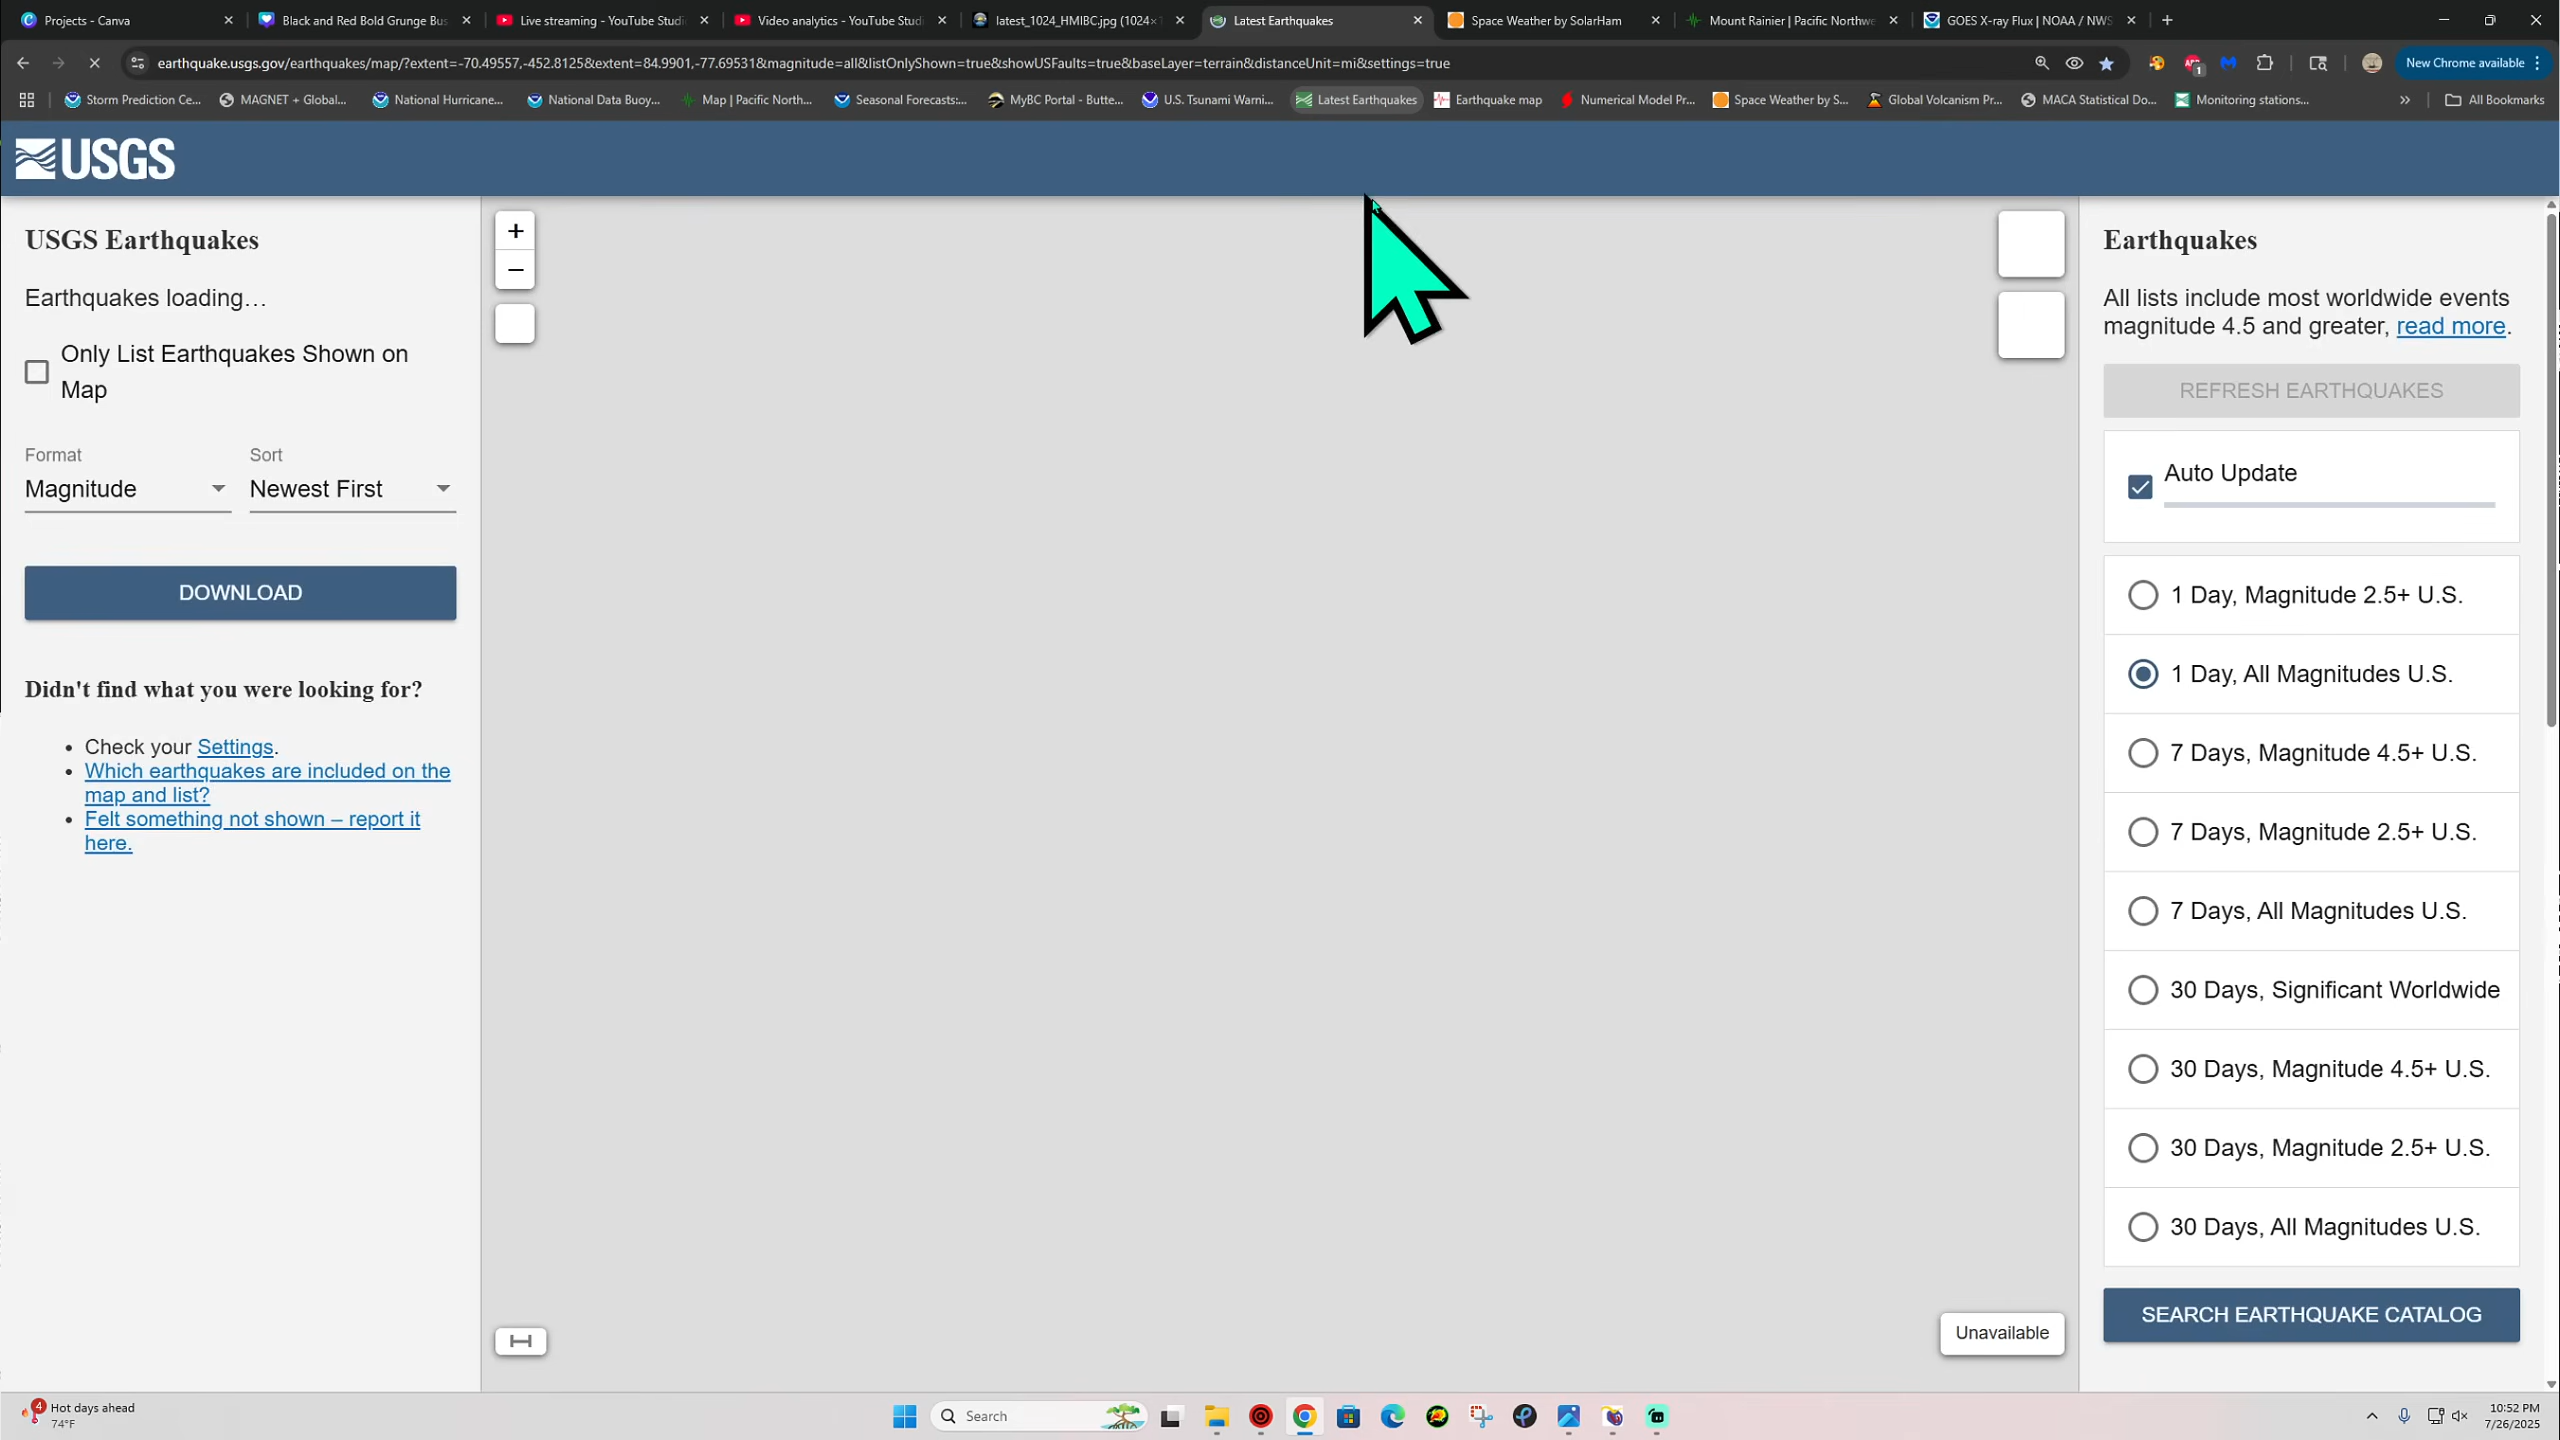 Projects - Canva
Black and Red Bold Grunge Bus
Live streaming - YouTube Studi
Video analytics - YouTube Studi
latest_1024_HMIBC.jpg (1024×1
Latest Earthquakes
Space Weather by SolarHam
Mount Rainier | Pacific Northwe
GOES X-ray Flux | NOAA / NWS
earthquake.usgs.gov/earthquakes/map/?extent=-70.49557,-452.8125&extent=84.9901,-77.69531&magnitude=all&listOnlyShown=true&showUSFaults=true&baseLayer=terrain&distanceUnit=mi&settings=true
1
New Chrome available
Storm Prediction Ce...
MAGNET + Global...
National Hurricane...
National Data Buoy...
Map | Pacific North...
Seasonal Forecasts:...
MyBC Portal - Butte...
U.S. Tsunami Warni...
Latest Earthquakes
Earthquake map
Numerical Model Pr...
Space Weather by S...
Global Volcanism Pr...
MACA Statistical Do...
Monitoring stations...
All Bookmarks
USGS
USGS Earthquakes
Earthquakes loading...
Only List Earthquakes Shown on
Map
Format
Sort
Magnitude
Newest First
DOWNLOAD
Didn't find what you were looking for?
• Check your Settings.
• Which earthquakes are included on the
map and list?
• Felt something not shown – report it
here.
+
−
Unavailable
Earthquakes
All lists include most worldwide events
magnitude 4.5 and greater, read more.
REFRESH EARTHQUAKES
Auto Update
1 Day, Magnitude 2.5+ U.S.
1 Day, All Magnitudes U.S.
7 Days, Magnitude 4.5+ U.S.
7 Days, Magnitude 2.5+ U.S.
7 Days, All Magnitudes U.S.
30 Days, Significant Worldwide
30 Days, Magnitude 4.5+ U.S.
30 Days, Magnitude 2.5+ U.S.
30 Days, All Magnitudes U.S.
SEARCH EARTHQUAKE CATALOG
4
Hot days ahead
74°F
Search
10:52 PM
7/26/2025